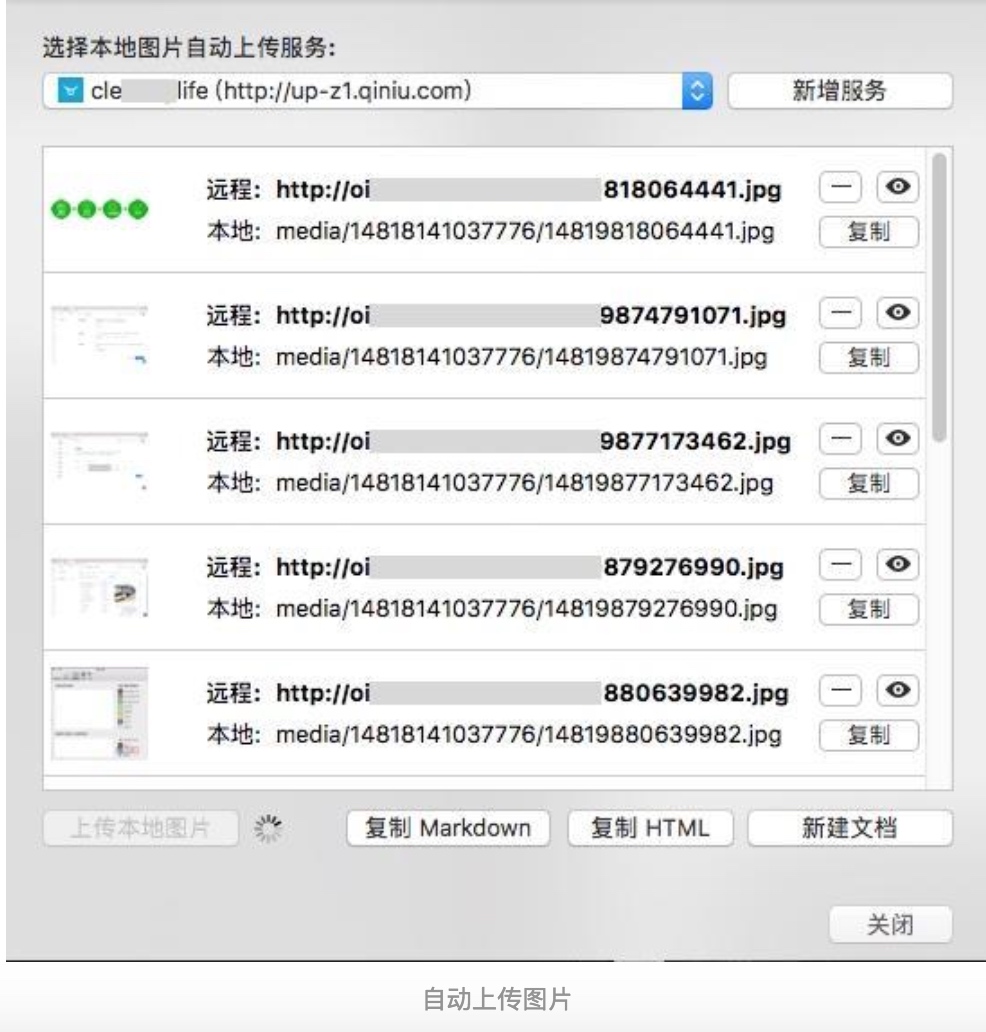 选择本地图片自动上传服务:
cle life (http://up-z1.qiniu.com) 新增服务
远程: http://oi 818064441.jpg
本地: media/14818141037776/14819818064441.jpg 复制
远程: http://oi 9874791071.jpg
本地: media/14818141037776/14819874791071.jpg 复制
远程: http://oi 9877173462.jpg
本地: media/14818141037776/14819877173462.jpg 复制
远程: http://oi 879276990.jpg
本地: media/14818141037776/14819879276990.jpg 复制
远程: http://oi 880639982.jpg
本地: media/14818141037776/14819880639982.jpg 复制
上传本地图片 复制 Markdown 复制 HTML 新建文档
关闭
自动上传图片